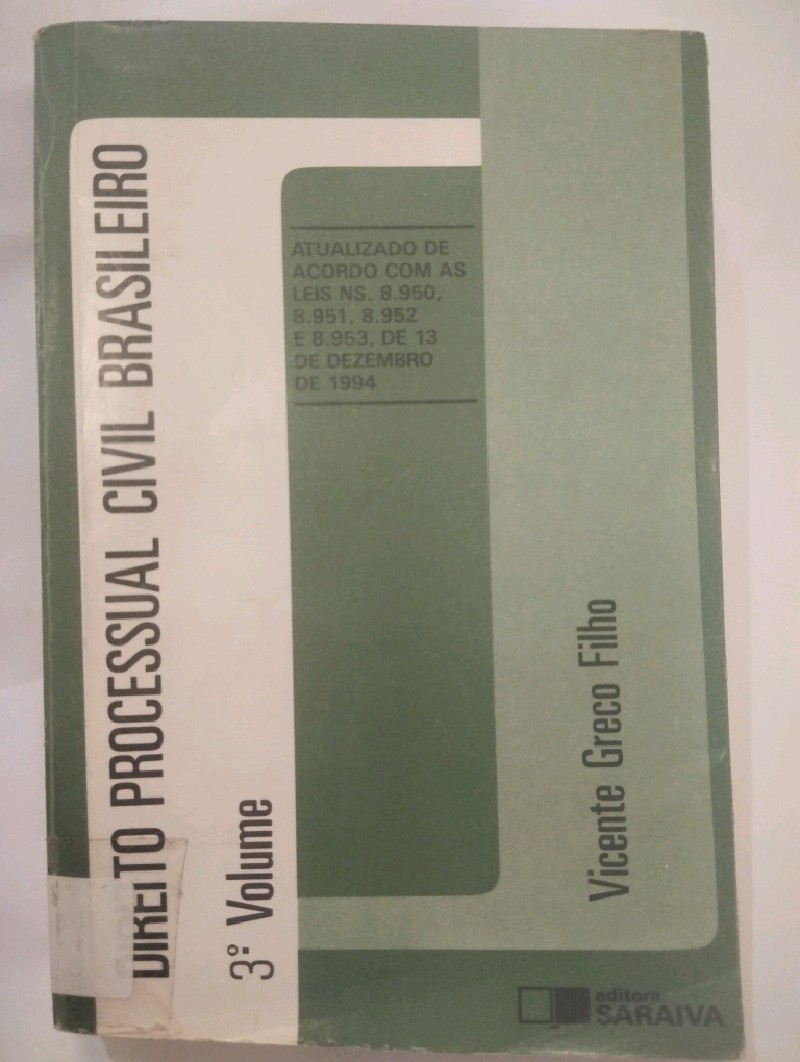 DIREITO PROCESSUAL CIVIL BRASILEIRO
3º Volume
ATUALIZADO DE
ACORDO COM AS
LEIS NS. 8.950,
8.951, 8.952
E 8.953, DE 13
DE DEZEMBRO
DE 1994
Vicente Greco Filho
editora
SARAIVA